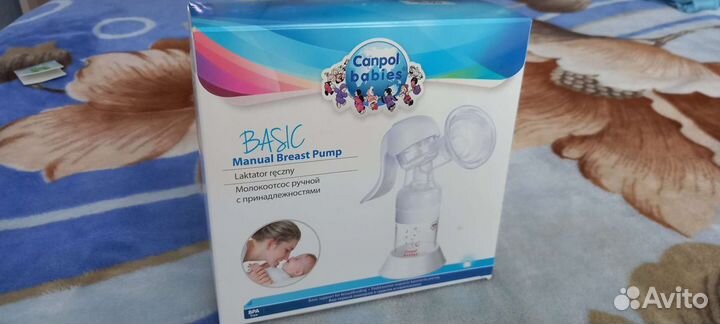 Canpol
babies
BASIC
Manual Breast Pump
Laktator ręczny
Молокоотсос ручной
с принадлежностями
BPA
Avito